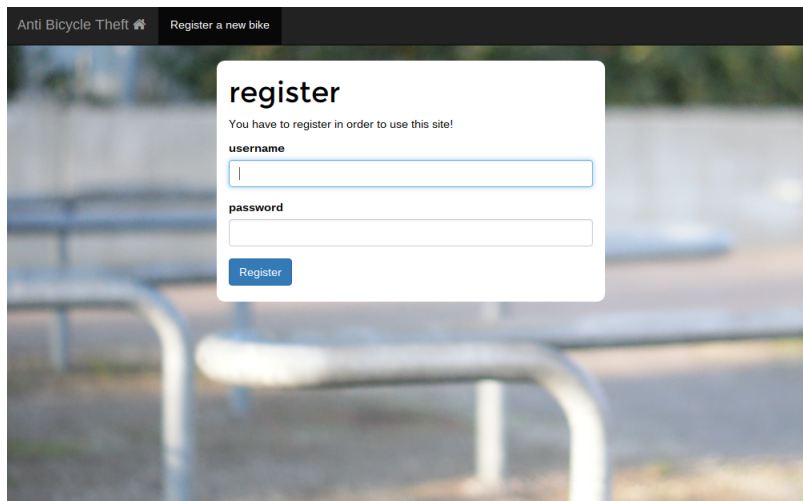 Anti Bicycle Theft
Register a new bike
register
You have to register in order to use this site!
username
password
Register